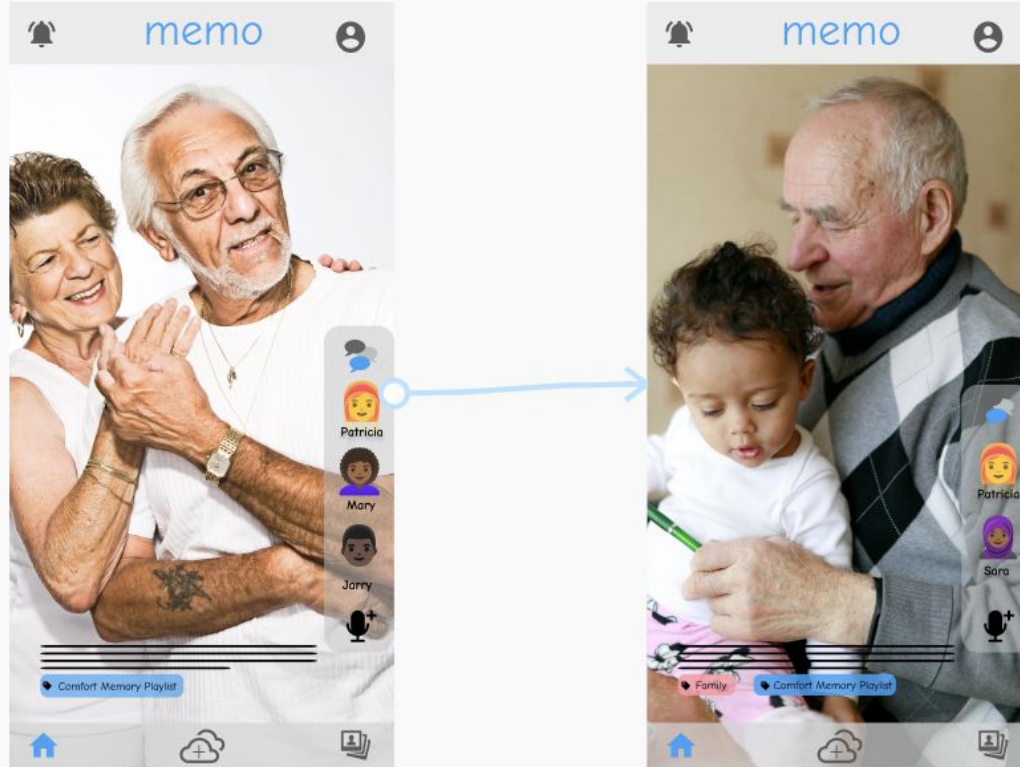 memo
Patricia
Mary
Jarry
Comfort Memory Playlist
memo
Patricia
Sara
Family
Comfort Memory Playlist